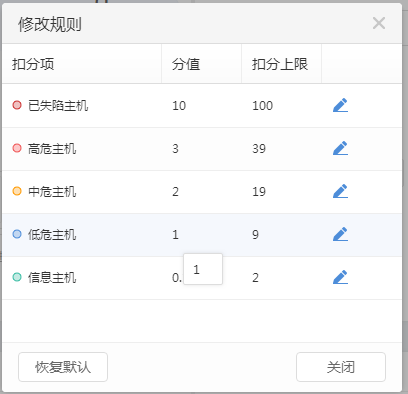 修改规则
扣分项 分值 扣分上限
已失陷主机 10 100
高危主机 3 39
中危主机 2 19
低危主机 1 9
1
信息主机 0. 2
恢复默认 关闭